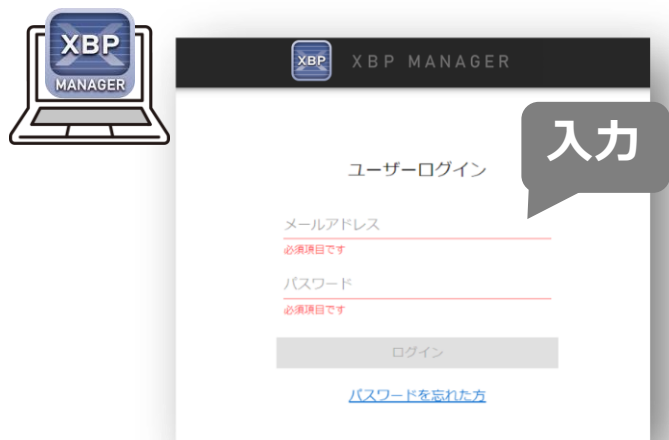 XBP
MANAGER
XBP
XBP MANAGER
入力
ユーザーログイン
メールアドレス
必須項目です
パスワード
必須項目です
ログイン
パスワードを忘れた方